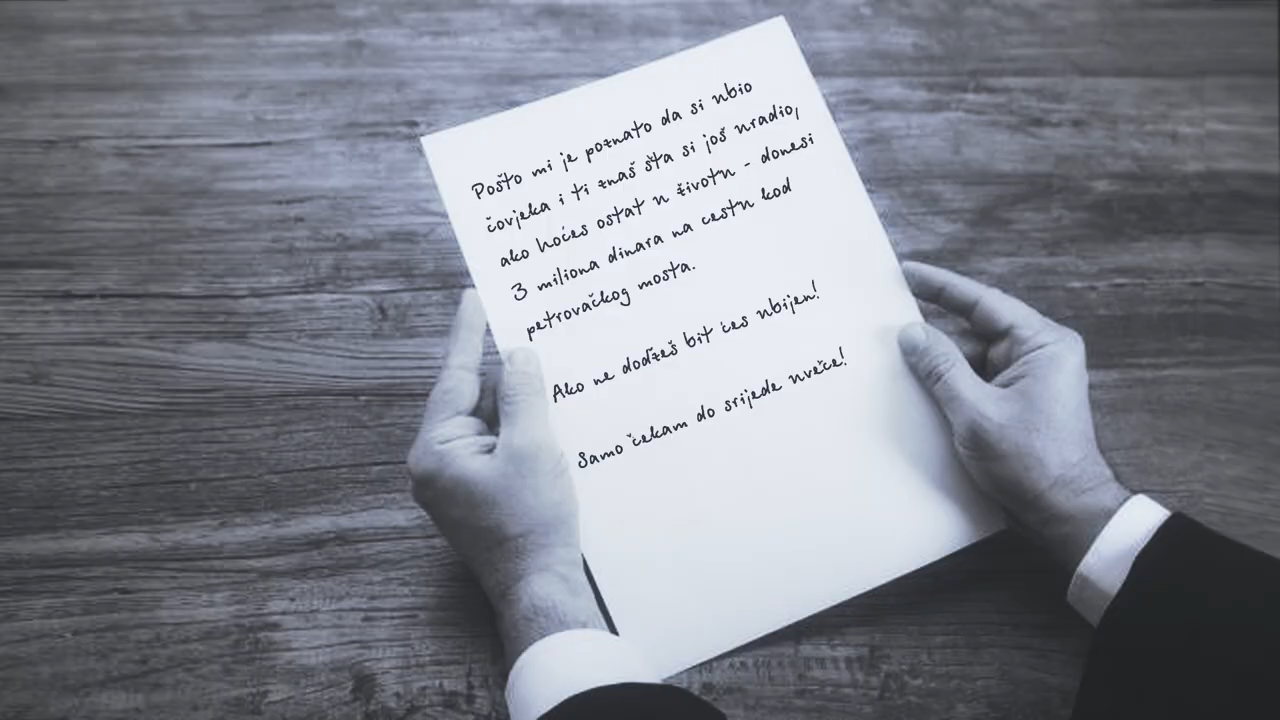 Pošto mi je poznato da si ubio
čovjeka i ti znaš šta si još uradio,
ako hoćes ostat u životu - donesi
3 miliona dinara na cestu kod
petrovačkog mosta.
Ako ne dođzeš bit ćes ubijen!
Samo čekam do srijede uveče!